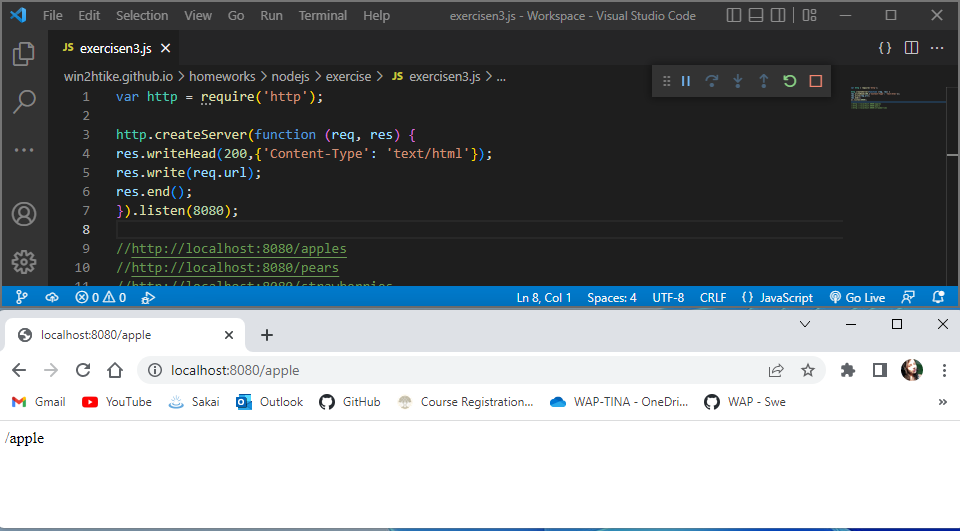 File Edit Selection View Go Run Terminal Help exercisen3.js - Workspace - Visual Studio Code
JS exercisen3.js
win2htike.github.io > homeworks > nodejs > exercise > JS exercisen3.js > ...
1 var http = require('http');
2
3 http.createServer(function (req, res) {
4 res.writeHead(200,{'Content-Type': 'text/html'});
5 res.write(req.url);
6 res.end();
7 }).listen(8080);
8
9 //http://localhost:8080/apples
10 //http://localhost:8080/pears
11 //http://localhost:8080/strawberries
0 0 Ln 8, Col 1 Spaces: 4 UTF-8 CRLF {} JavaScript Go Live
localhost:8080/apple
localhost:8080/apple
Gmail YouTube Sakai Outlook GitHub Course Registration... WAP-TINA - OneDri... WAP - Swe »
/apple